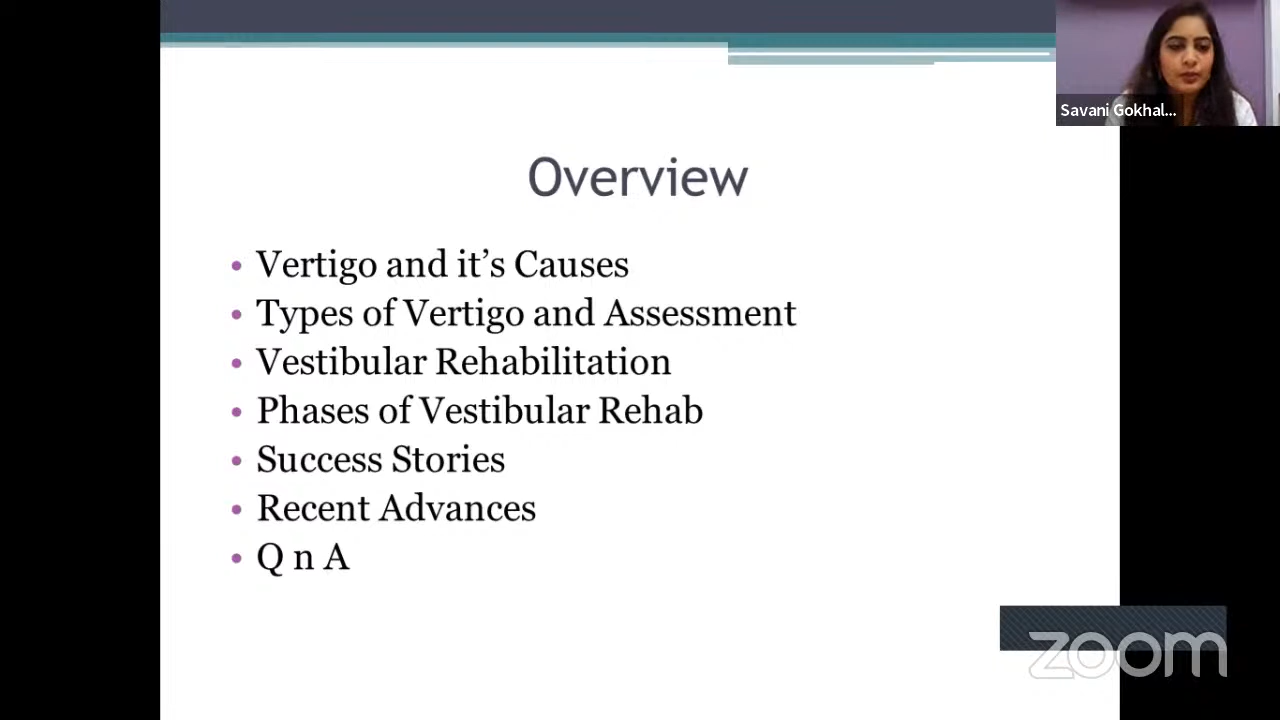 Savani Gokhal...
Overview
• Vertigo and it's Causes
• Types of Vertigo and Assessment
• Vestibular Rehabilitation
• Phases of Vestibular Rehab
• Success Stories
• Recent Advances
• Q n A
zoom